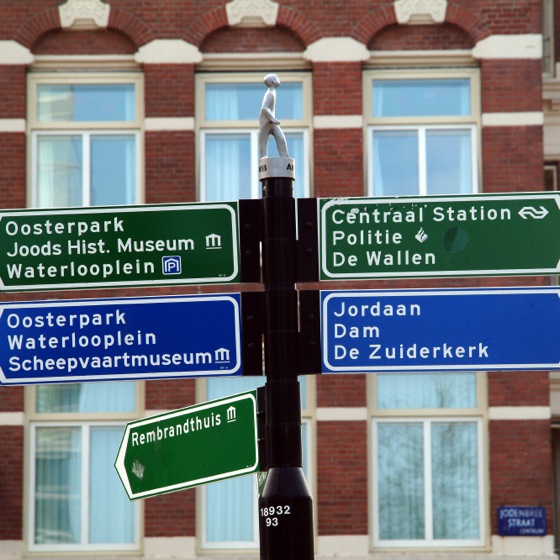 Oosterpark
Joods Hist. Museum
Waterlooplein P
Centraal Station
Politie
De Wallen
Oosterpark
Waterlooplein
Scheepvaartmuseum
Jordaan
Dam
De Zuiderkerk
Rembrandthuis
18932
93
JODENBREE
STRAAT
CENTRUM